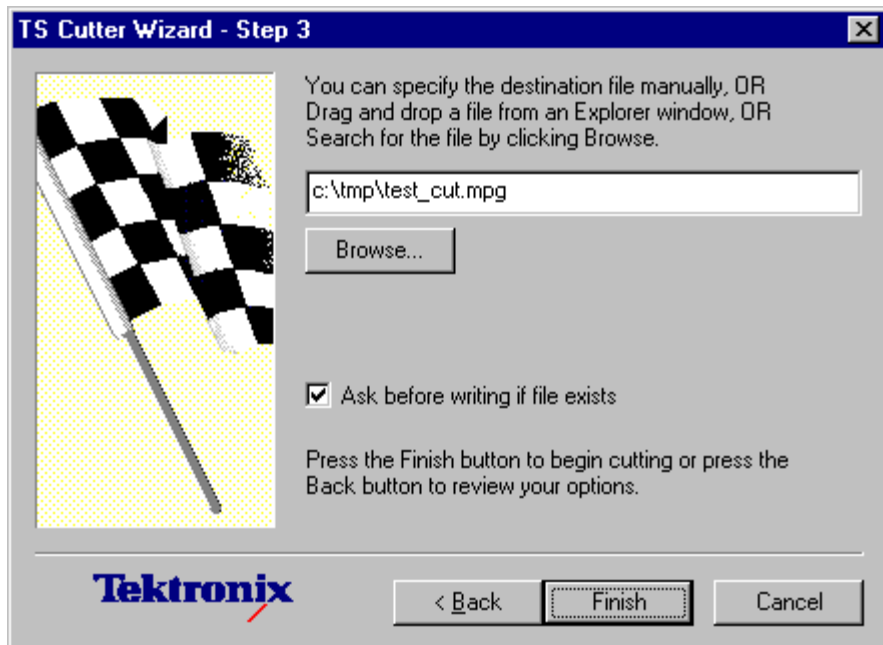 TS Cutter Wizard - Step 3
You can specify the destination file manually, OR
Drag and drop a file from an Explorer window, OR
Search for the file by clicking Browse.
c:\tmp\test_cut.mpg
Browse...
Ask before writing if file exists
Press the Finish button to begin cutting or press the
Back button to review your options.
Tektronix
< Back
Finish
Cancel